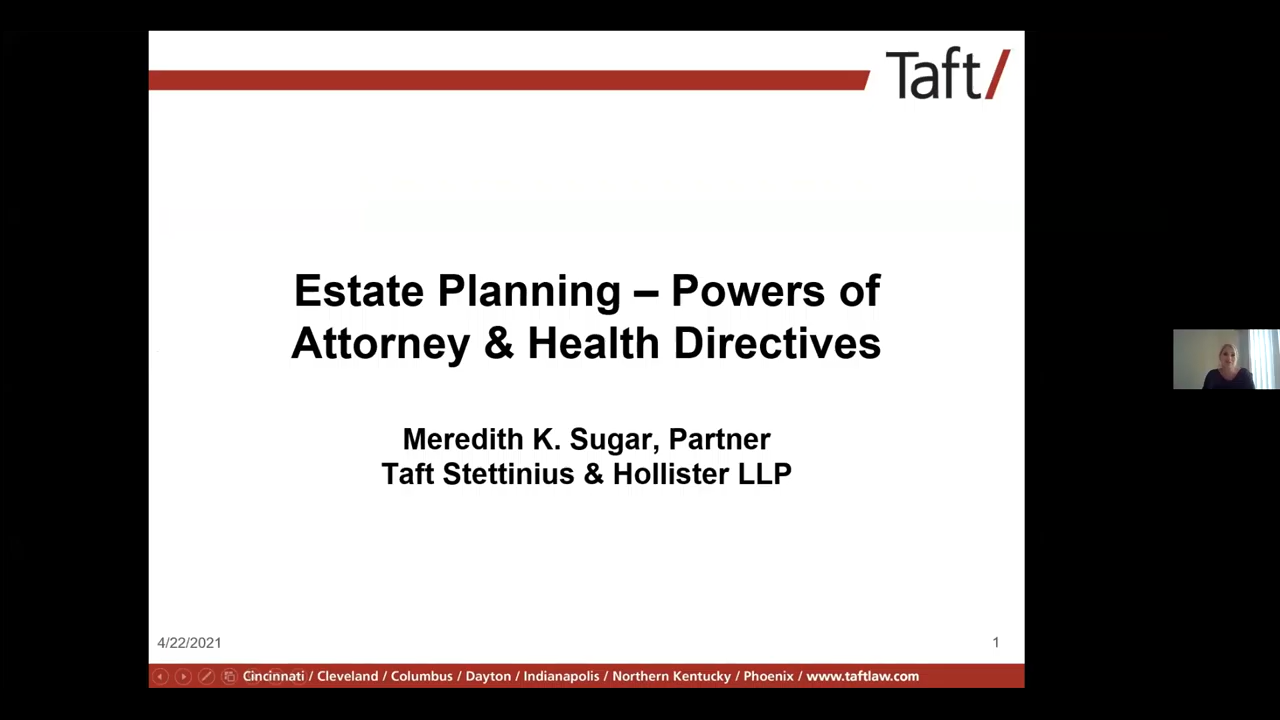 Taft/
Estate Planning – Powers of
Attorney & Health Directives
Meredith K. Sugar, Partner
Taft Stettinius & Hollister LLP
4/22/2021
1
Cincinnati / Cleveland / Columbus / Dayton / Indianapolis / Northern Kentucky / Phoenix / www.taftlaw.com